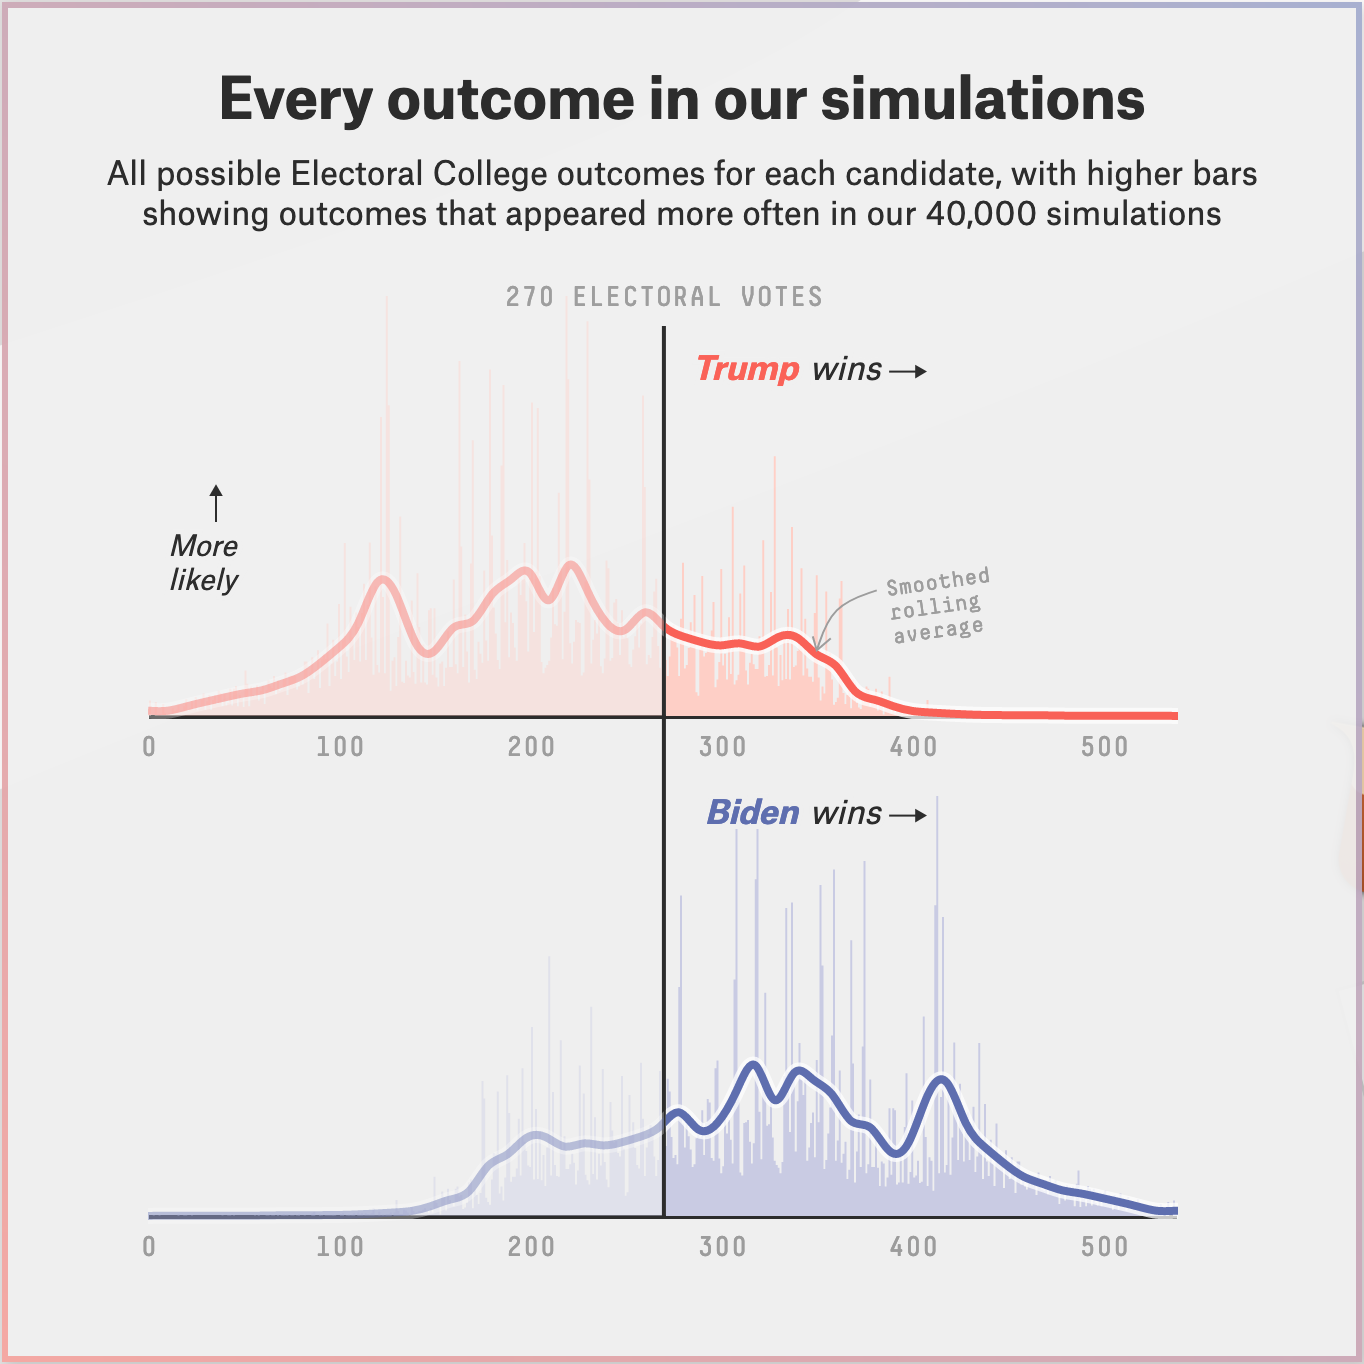 Every outcome in our simulations
All possible Electoral College outcomes for each candidate, with higher bars
showing outcomes that appeared more often in our 40,000 simulations
270 ELECTORAL VOTES
Trump wins →
↑
More
likely
Smoothed
rolling
average
0 100 200 300 400 500
Biden wins →
0 100 200 300 400 500